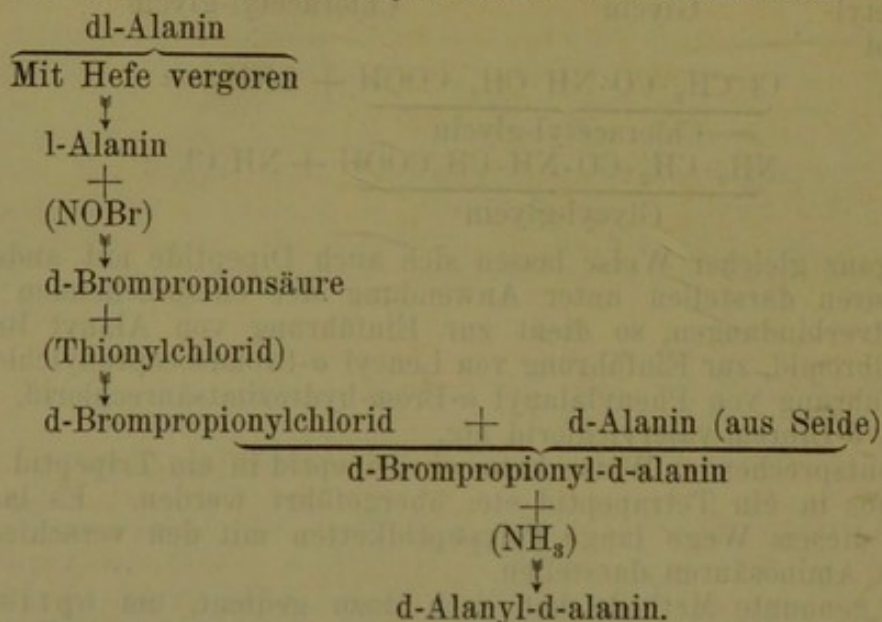 dl-Alanin
Mit Hefe vergoren
l-Alanin
+
(NOBr)
d-Brompropionsäure
+
(Thionylchlorid)
d-Brompropionylchlorid + d-Alanin (aus Seide)
d-Brompropionyl-d-alanin
+
(NH₃)
d-Alanyl-d-alanin.